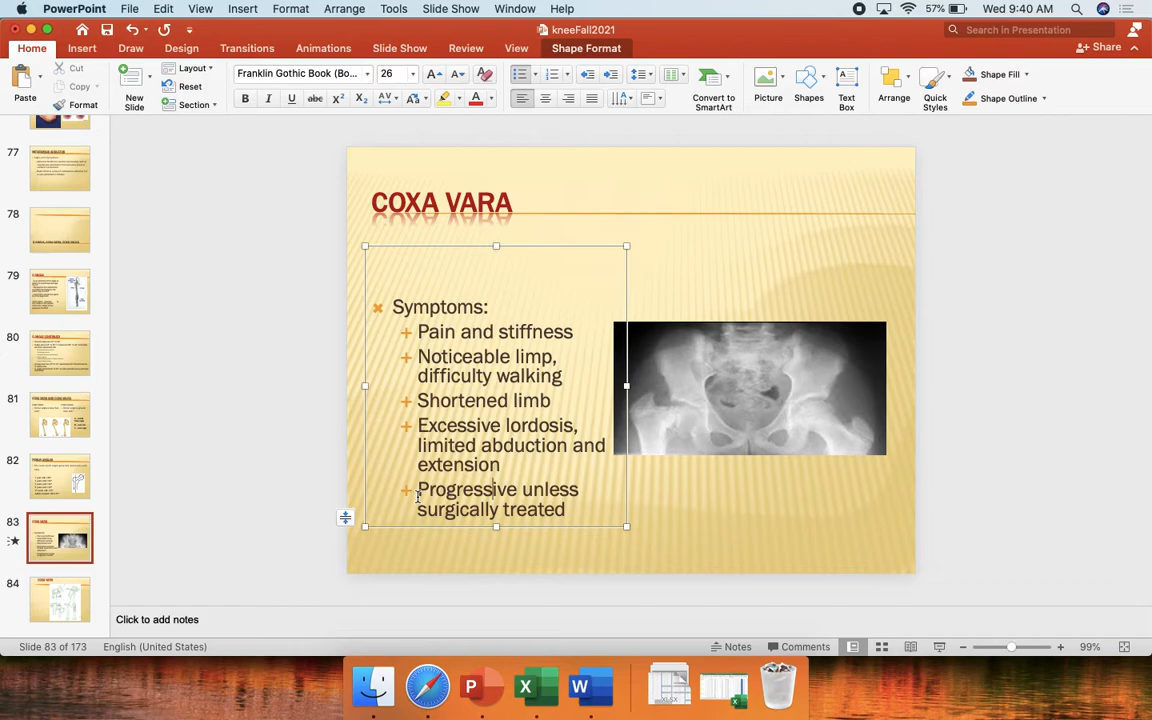 PowerPoint File Edit View Insert Format Arrange Tools Slide Show Window Help 57% Wed 9:40 AM
kneeFall2021 Search in Presentation
Home Insert Draw Design Transitions Animations Slide Show Review View Shape Format Share
Paste Cut Copy Format
New Slide Layout Reset Section
Franklin Gothic Book (Bo... 26
Convert to SmartArt Picture Shapes Text Box Arrange Quick Styles Shape Fill Shape Outline
77
78
79
80
81
82
83
84
COXA VARA
Symptoms:
+ Pain and stiffness
+ Noticeable limp,
difficulty walking
+ Shortened limb
+ Excessive lordosis,
limited abduction and
extension
+ Progressive unless
surgically treated
Click to add notes
Slide 83 of 173 English (United States) Notes Comments 99%